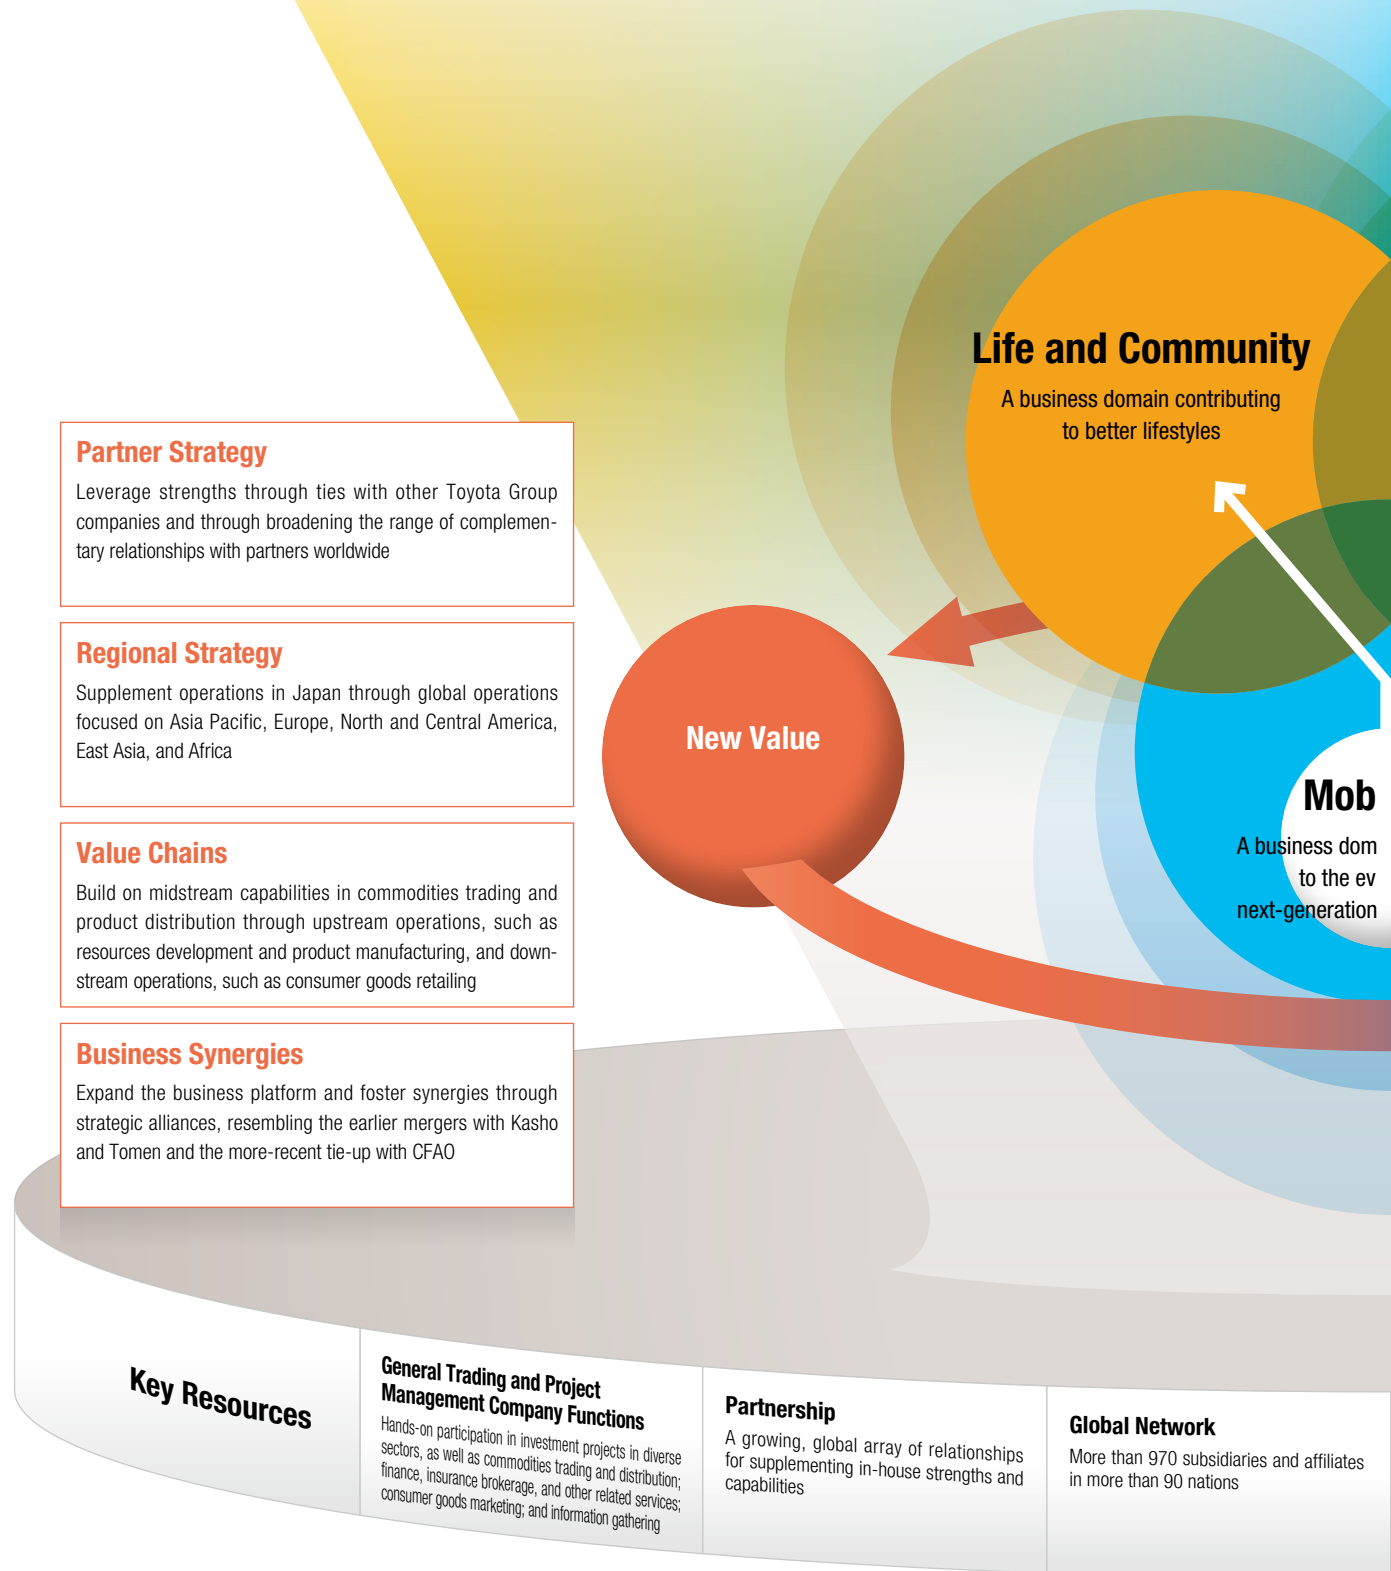 Life and Community
A business domain contributing
to better lifestyles
Partner Strategy
Leverage strengths through ties with other Toyota Group
companies and through broadening the range of complemen-
tary relationships with partners worldwide
Regional Strategy
Supplement operations in Japan through global operations
focused on Asia Pacific, Europe, North and Central America,
East Asia, and Africa
Value Chains
Build on midstream capabilities in commodities trading and
product distribution through upstream operations, such as
resources development and product manufacturing, and down-
stream operations, such as consumer goods retailing
Business Synergies
Expand the business platform and foster synergies through
strategic alliances, resembling the earlier mergers with Kasho
and Tomen and the more-recent tie-up with CFAO
New Value
Mob
A business dom
to the ev
next-generation
Key Resources
General Trading and Project
Management Company Functions
Hands-on participation in investment projects in diverse
sectors, as well as commodities trading and distribution;
finance, insurance brokerage, and other related services;
consumer goods marketing; and information gathering
Partnership
A growing, global array of relationships
for supplementing in-house strengths and
capabilities
Global Network
More than 970 subsidiaries and affiliates
in more than 90 nations